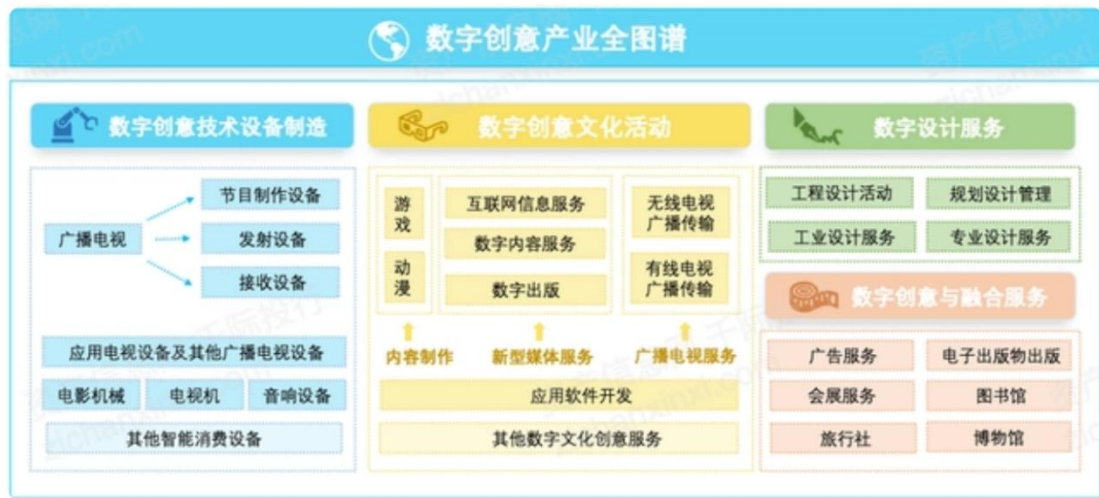 数字创意产业全图谱
数字创意技术设备制造
广播电视
节目制作设备
发射设备
接收设备
应用电视设备及其他广播电视设备
电影机械
电视机
音响设备
其他智能消费设备
数字创意文化活动
游戏
动漫
互联网信息服务
数字内容服务
数字出版
无线电视
广播传输
有线电视
广播传输
内容制作
新型媒体服务
广播电视服务
应用软件开发
其他数字文化创意服务
数字设计服务
工程设计活动
规划设计管理
工业设计服务
专业设计服务
数字创意与融合服务
广告服务
电子出版物出版
会展服务
图书馆
旅行社
博物馆